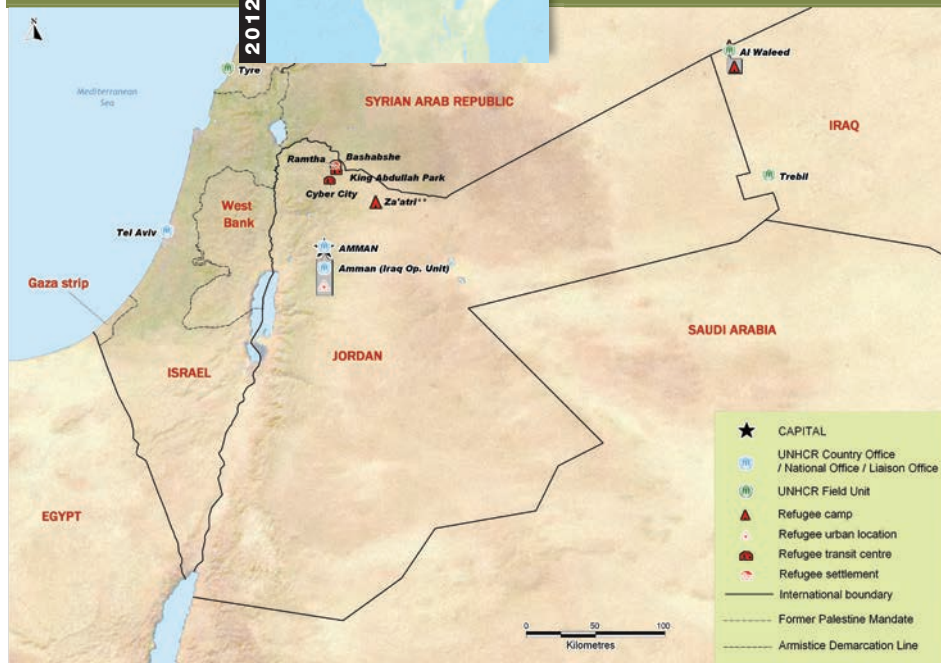 2012
Tyre
Mediterranean
Sea
SYRIAN ARAB REPUBLIC
Al Waleed
IRAQ
Ramtha
Bashabshe
King Abdullah Park
Cyber City
Za'atri**
Trebil
West
Bank
Tel Aviv
AMMAN
Amman (Iraq Op. Unit)
Gaza strip
SAUDI ARABIA
JORDAN
ISRAEL
EGYPT
CAPITAL
UNHCR Country Office
/ National Office / Liaison Office
UNHCR Field Unit
Refugee camp
Refugee urban location
Refugee transit centre
Refugee settlement
International boundary
Former Palestine Mandate
Armistice Demarcation Line
0 50 100
Kilometres